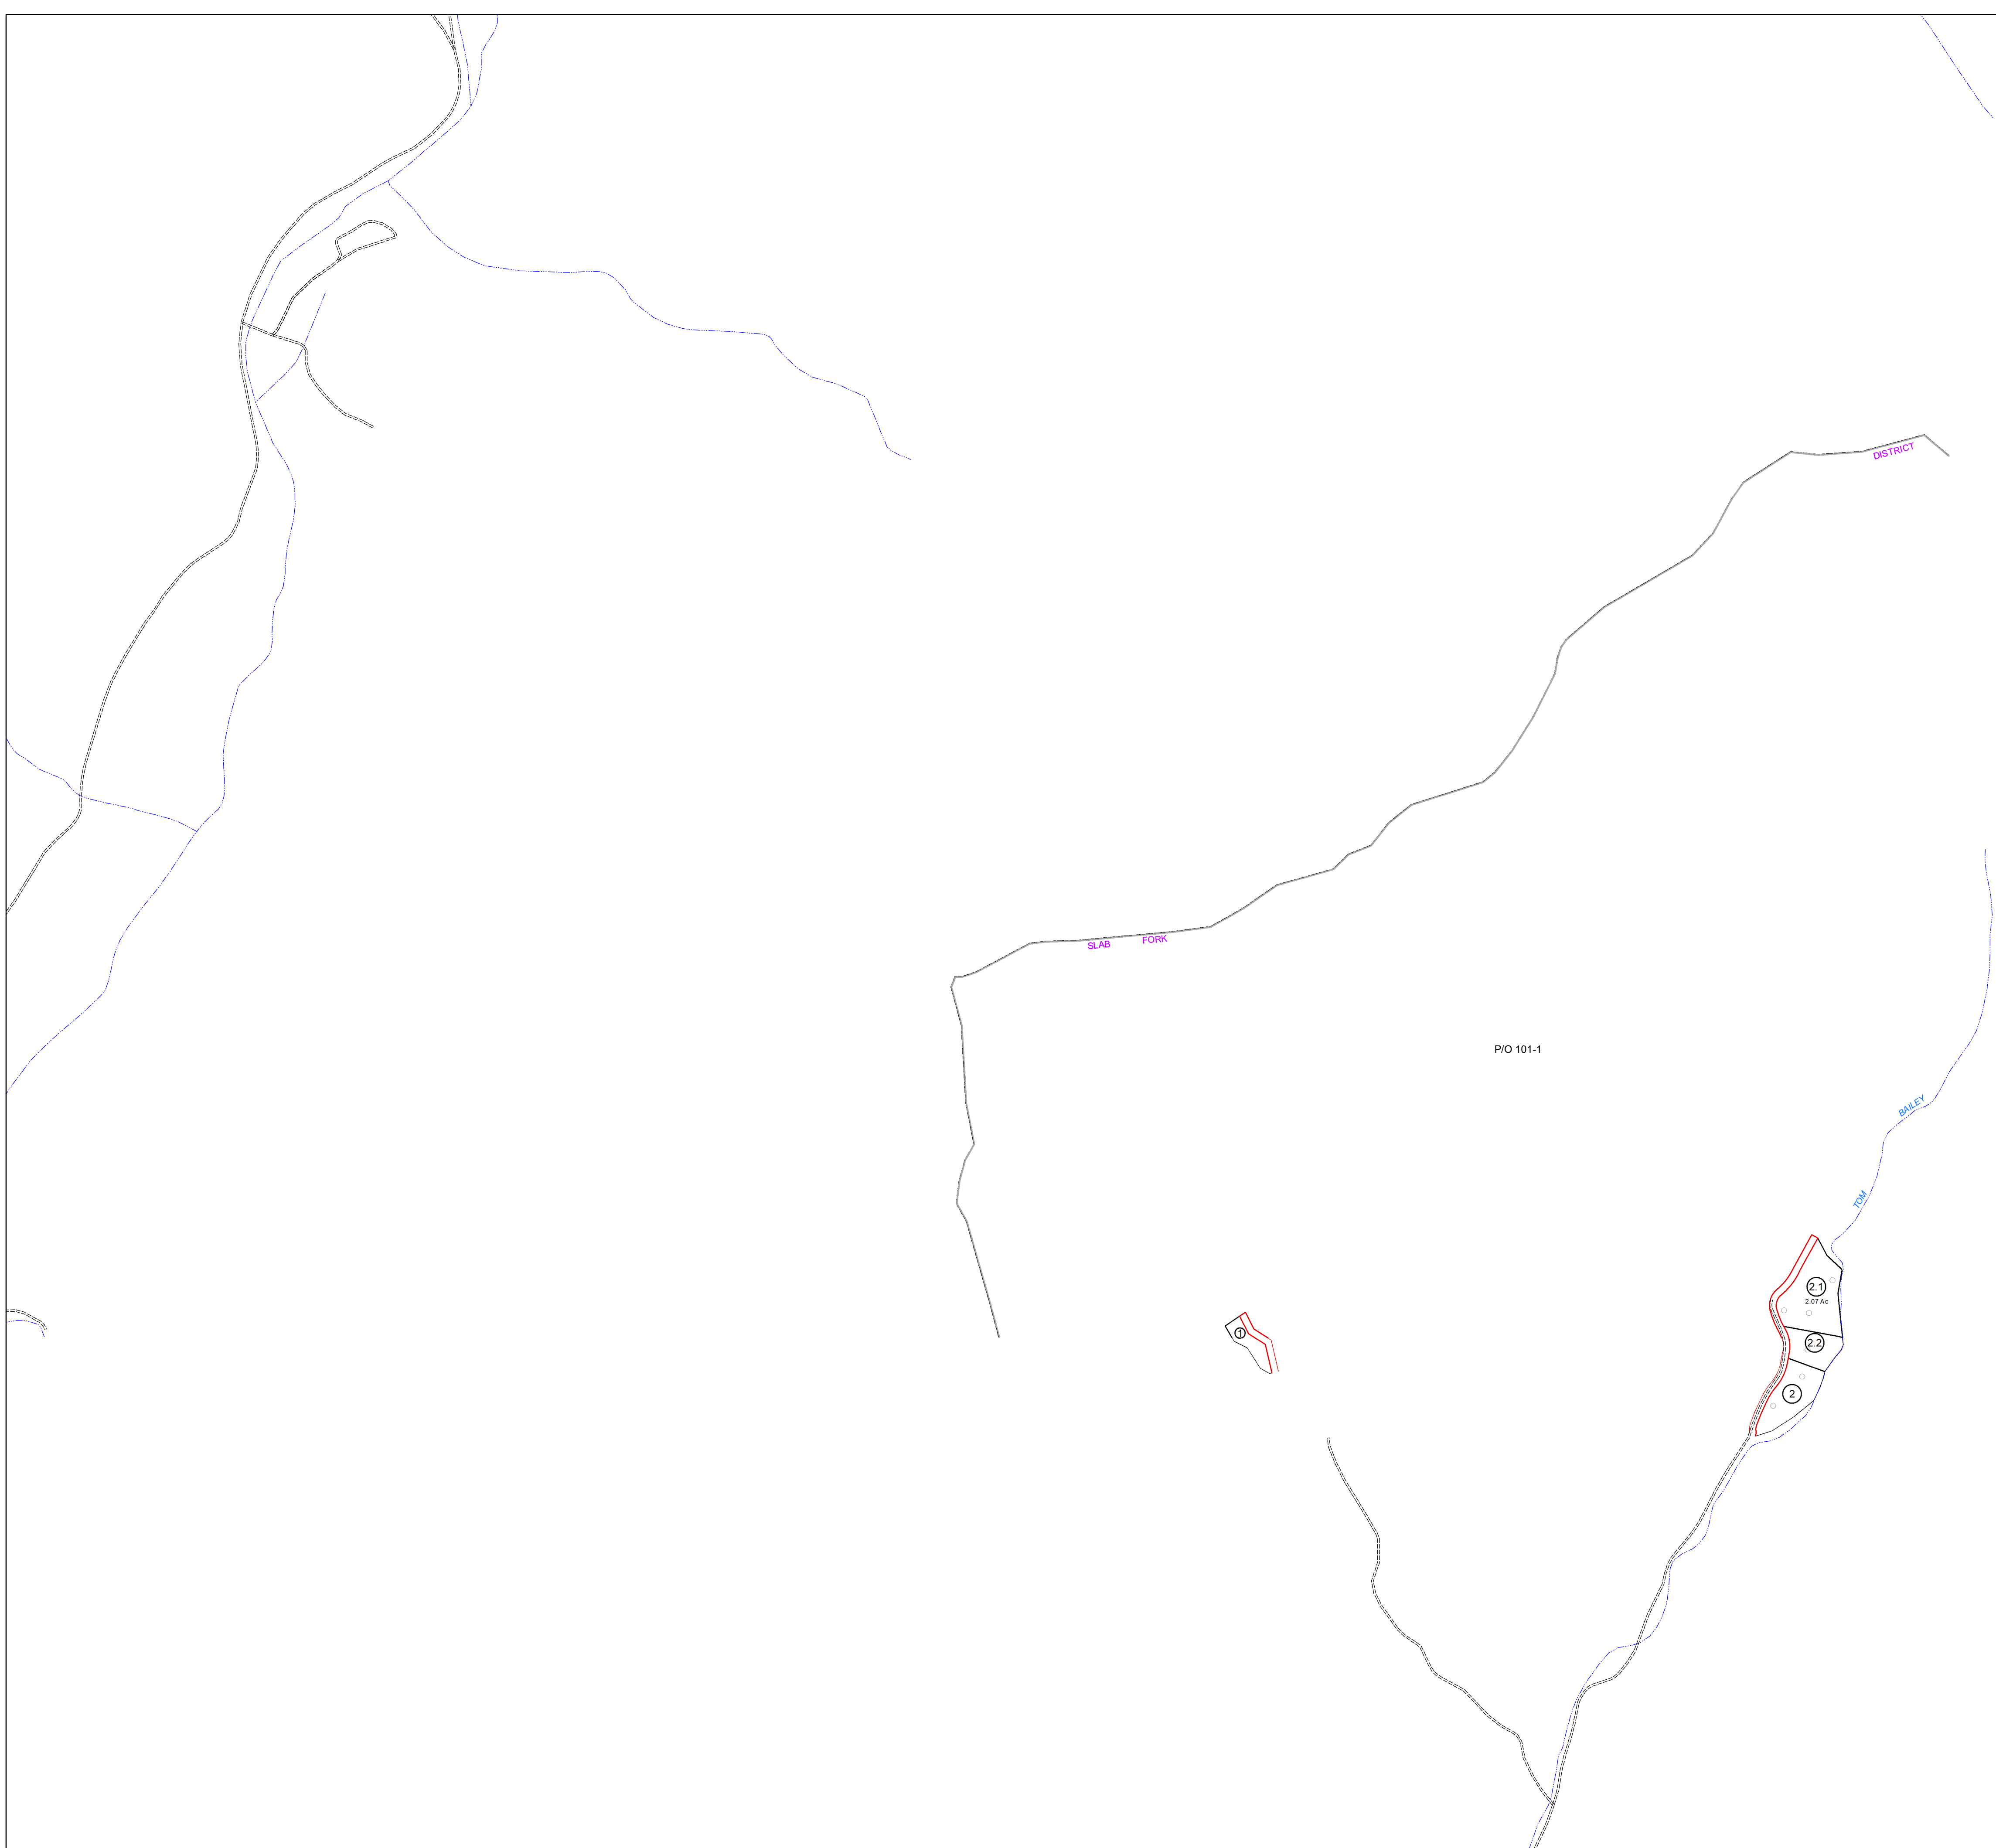 DISTRICT
SLAB FORK
P/O 101-1
BAILEY
TOM
2.1
2.07 Ac
1
2.2
2